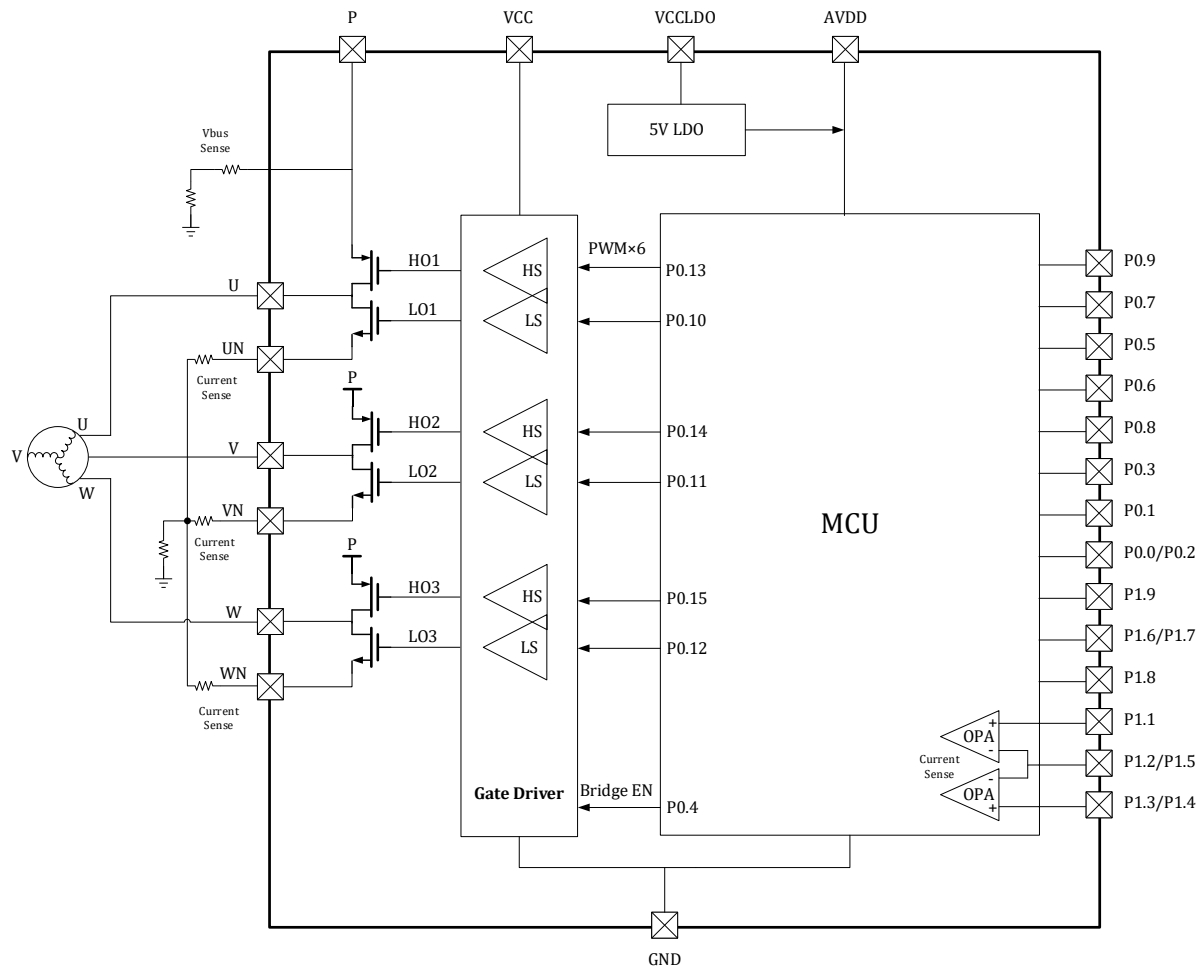 P VCC VCCLDO AVDD
5V LDO
Vbus
Sense
PWM×6
HO1 HS P0.13 P0.9
U P0.7
LO1 LS P0.10
P0.5
UN
Current
Sense
P P0.6
U HO2 HS P0.14 P0.8
V V
LO2 LS P0.11 P0.3
W
VN P0.1
Current
Sense
MCU
P P0.0/P0.2
HO3 HS P0.15 P1.9
W
LO3 LS P0.12 P1.6/P1.7
WN P1.8
Current
Sense
+ P1.1
OPA
-
Current
Sense
P1.2/P1.5
-
OPA
+ P1.3/P1.4
Gate Driver Bridge EN P0.4
GND